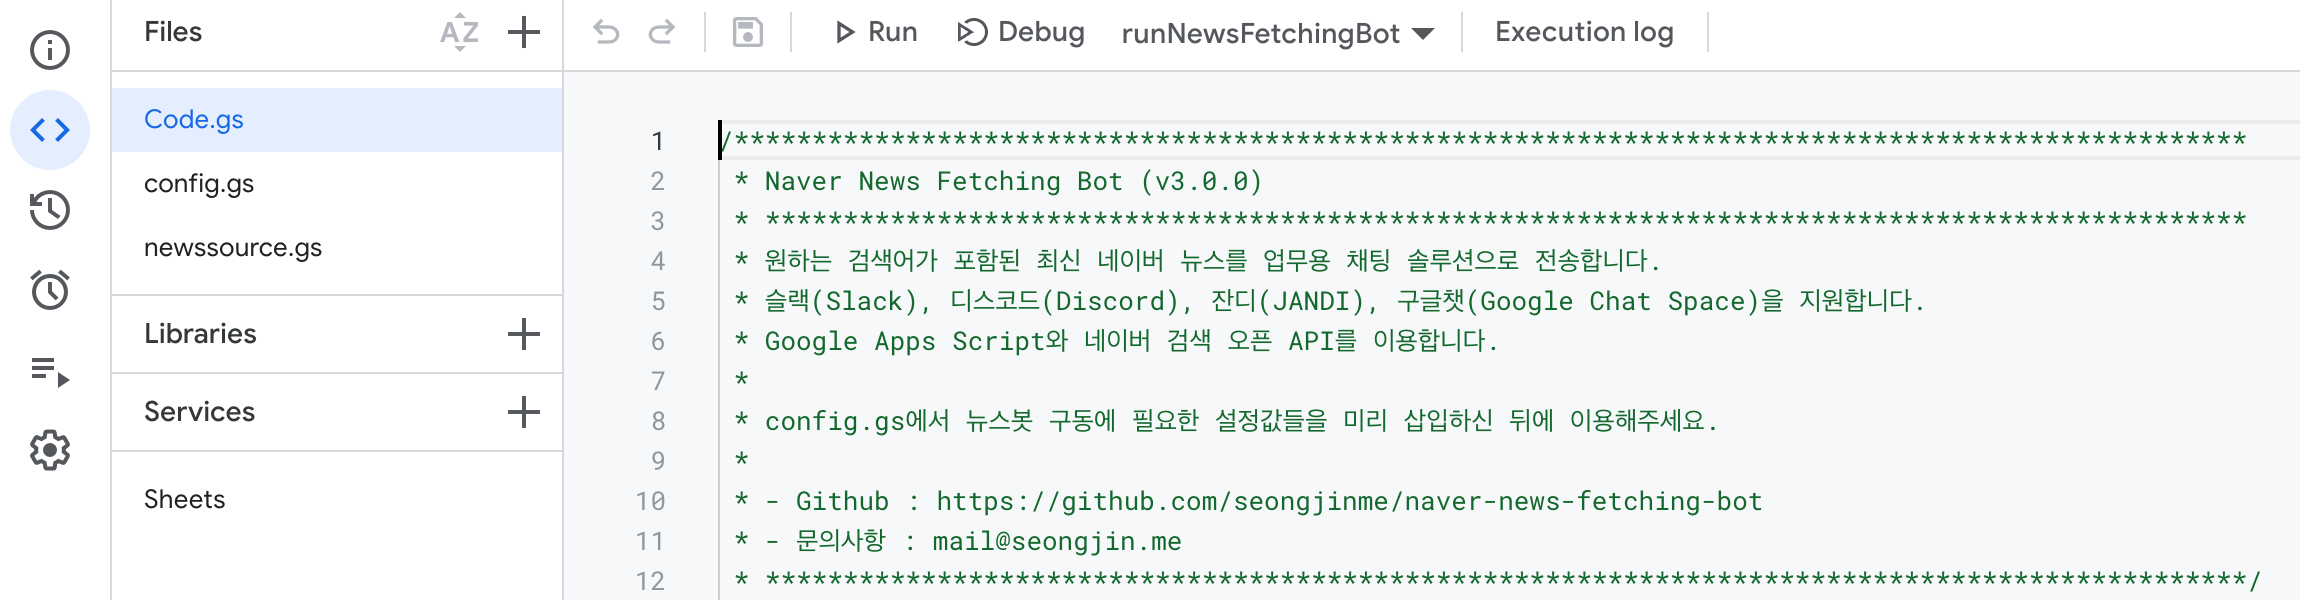 Files
AZ
Run
Debug
runNewsFetchingBot
Execution log
Code.gs
config.gs
newssource.gs
Libraries
Services
Sheets
1 /*************************************************************************************************
2 * Naver News Fetching Bot (v3.0.0)
3 * ***********************************************************************************************
4 * 원하는 검색어가 포함된 최신 네이버 뉴스를 업무용 채팅 솔루션으로 전송합니다.
5 * 슬랙(Slack), 디스코드(Discord), 잔디(JANDI), 구글챗(Google Chat Space)을 지원합니다.
6 * Google Apps Script와 네이버 검색 오픈 API를 이용합니다.
7 *
8 * config.gs에서 뉴스봇 구동에 필요한 설정값들을 미리 삽입하신 뒤에 이용해주세요.
9 *
10 * - Github : https://github.com/seongjinme/naver-news-fetching-bot
11 * - 문의사항 : mail@seongjin.me
12 * ***********************************************************************************************/